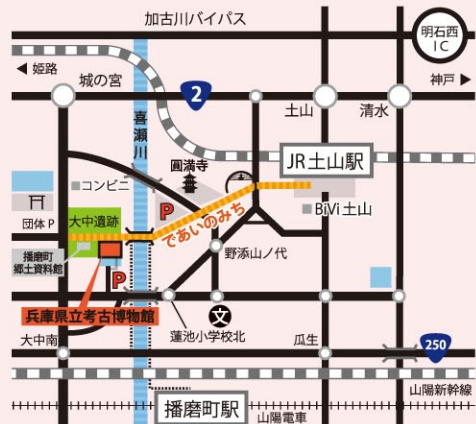 加古川バイパス
明石西
IC
姫路
神戸
城の宮
2
土山
清水
喜瀬川
圓満寺
JR土山駅
コンビニ
BiVi土山
団体P
大中遺跡
P
であいのみち
播磨町
郷土資料館
野添山ノ代
P
兵庫県立考古博物館
文
大中南
蓮池小学校北
瓜生
250
山陽新幹線
播磨町駅
山陽電車